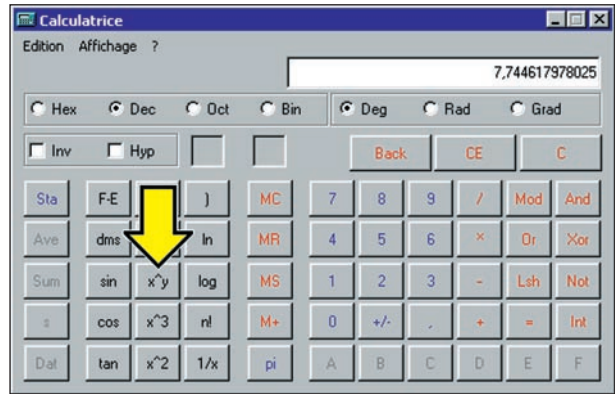 Calculatrice
Edition Affichage ?
7,744617978025
Hex Dec Oct Bin Deg Rad Grad
Inv Hyp Back CE C
Sta F-E ) MC 7 8 9 / Mod And
Ave dms ln MR 4 5 6 × Or Xor
Sum sin x^y log MS 1 2 3 - Lsh Not
s cos x^3 n! M+ 0 +/- , + = Int
Dat tan x^2 1/x pi A B C D E F